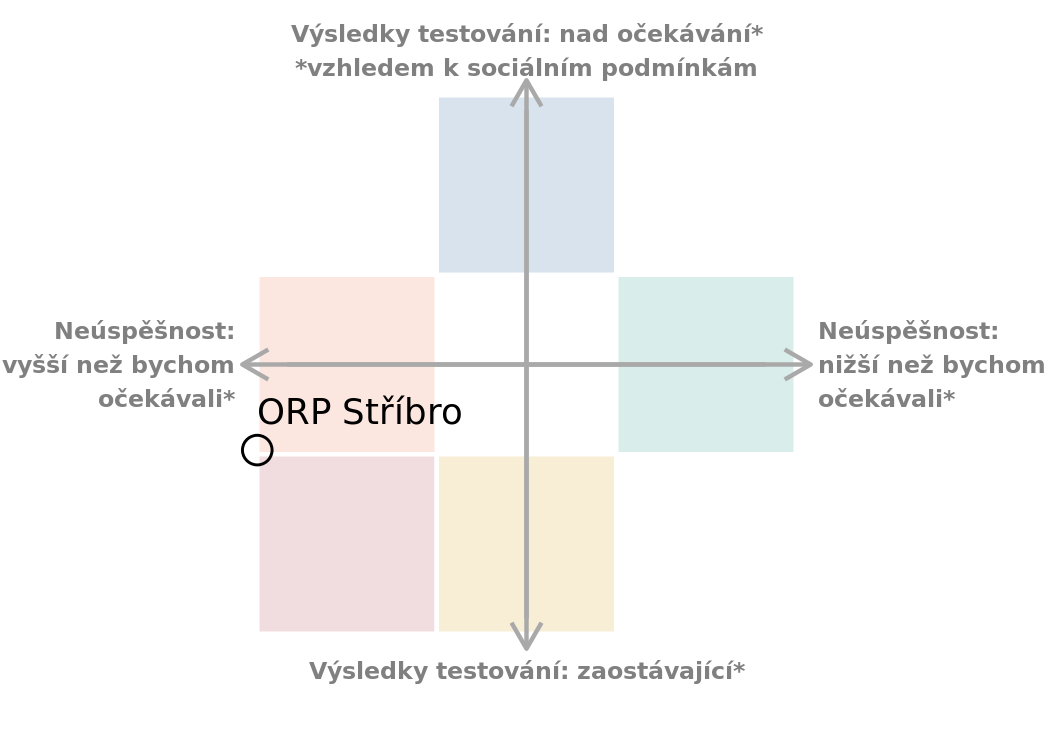 Výsledky testování: nad očekávání*
*vzhledem k sociálním podmínkám
Neúspěšnost:
vyšší než bychom
očekávali*
Neúspěšnost:
nižší než bychom
očekávali*
ORP Stříbro
Výsledky testování: zaostávající*